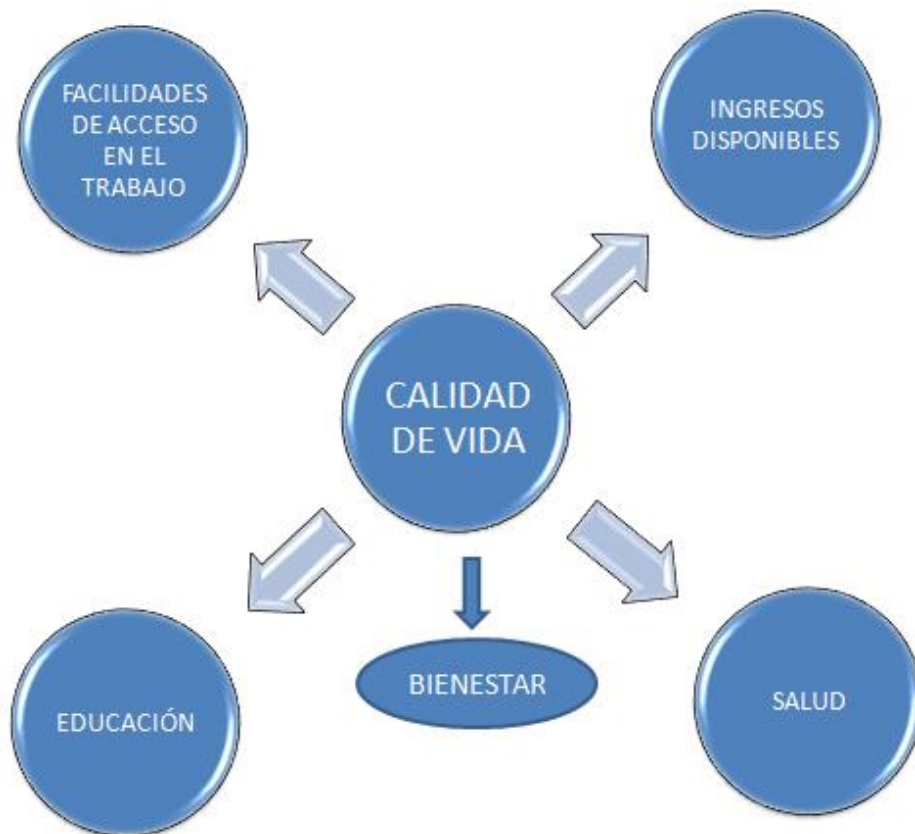 FACILIDADES
DE ACCESO
EN EL
TRABAJO
INGRESOS
DISPONIBLES
CALIDAD
DE VIDA
EDUCACIÓN
BIENESTAR
SALUD